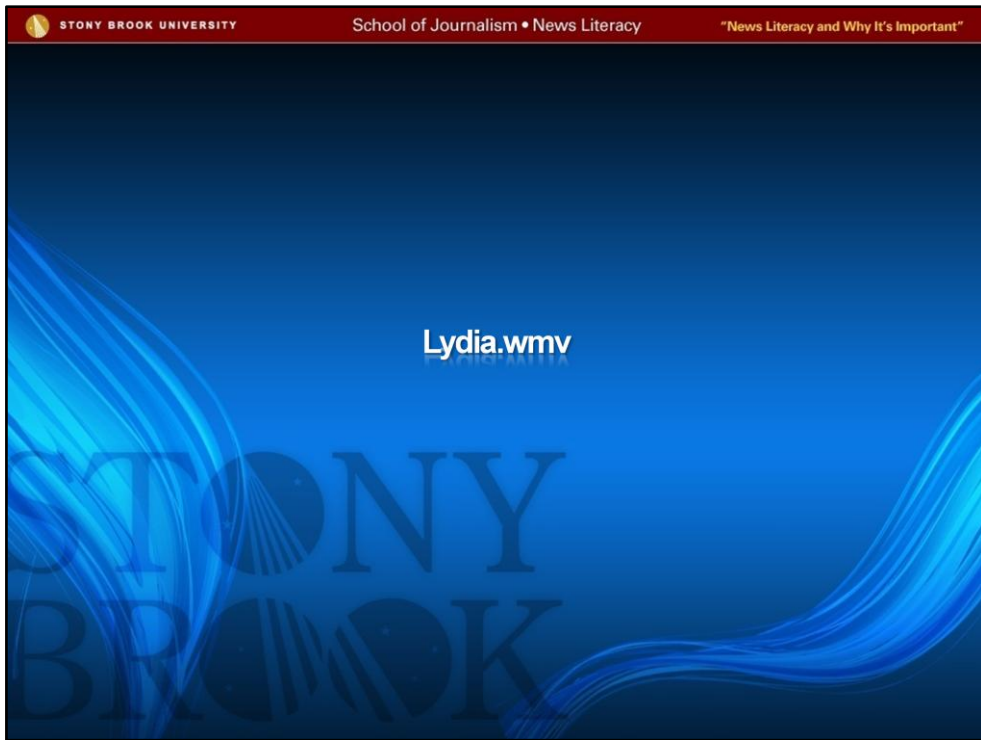 STONY BROOK UNIVERSITY
School of Journalism • News Literacy
"News Literacy and Why It's Important"
Lydia.wmv
STONY
BROOK